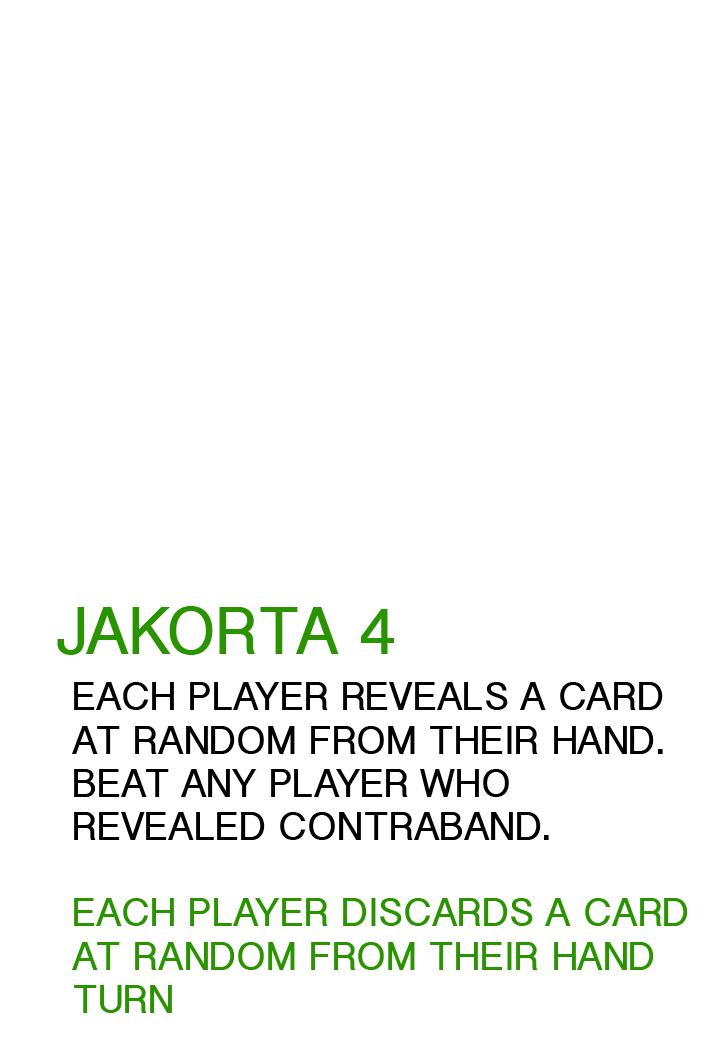 JAKORTA 4
EACH PLAYER REVEALS A CARD
AT RANDOM FROM THEIR HAND.
BEAT ANY PLAYER WHO
REVEALED CONTRABAND.
EACH PLAYER DISCARDS A CARD
AT RANDOM FROM THEIR HAND
TURN